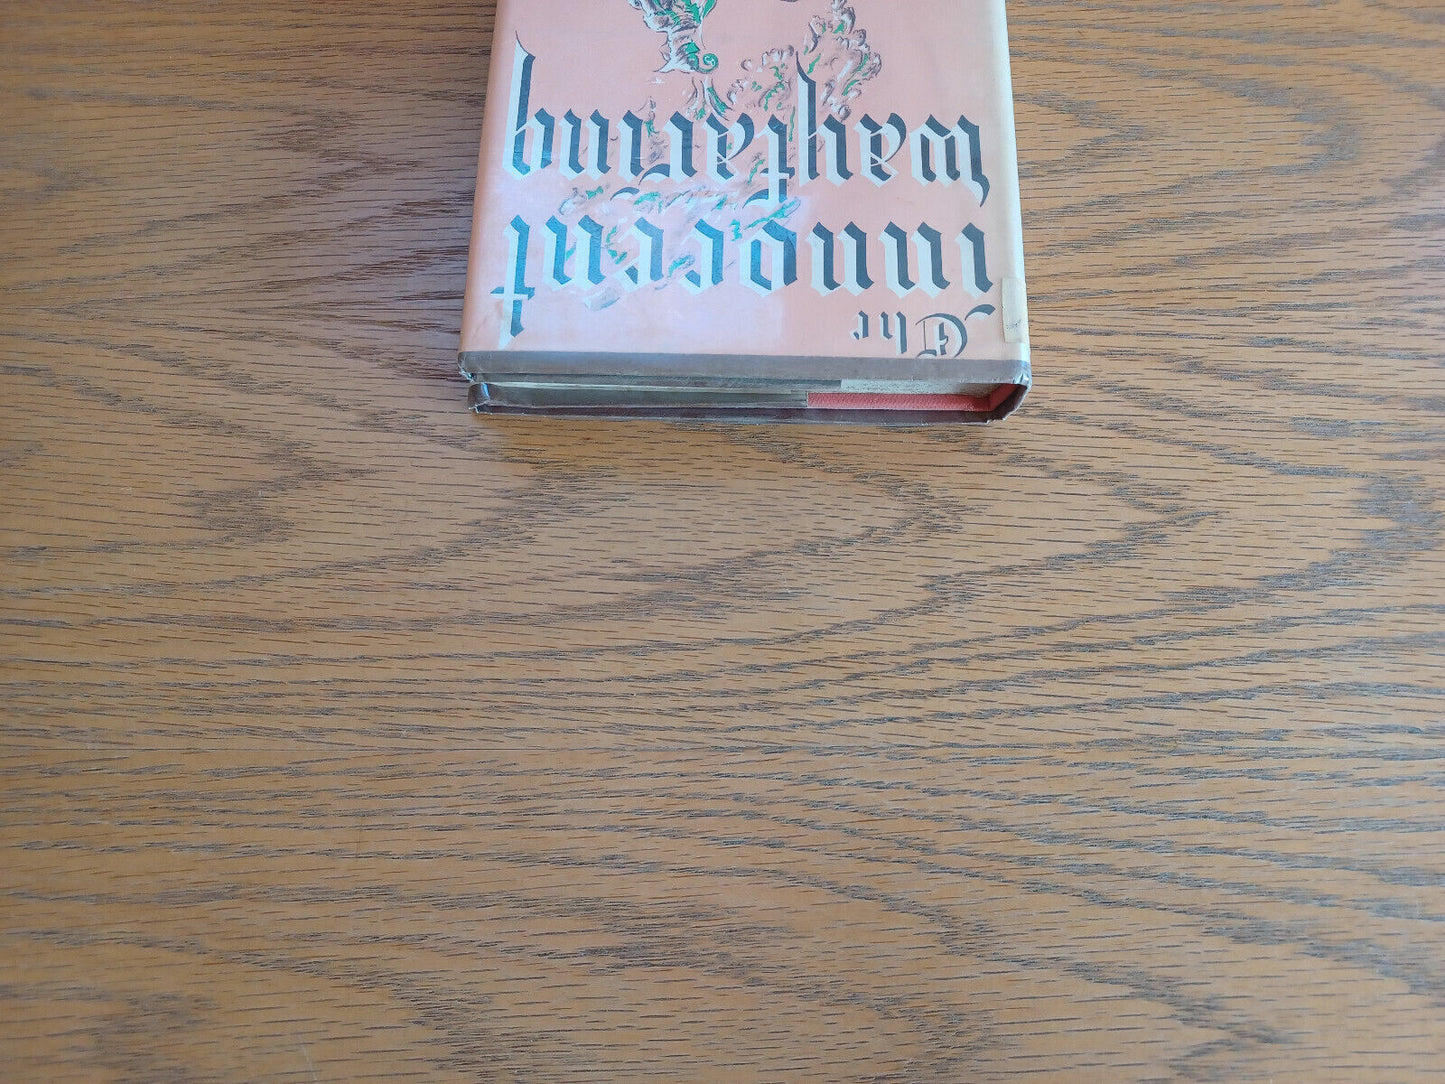 The
innocent
wayfaring